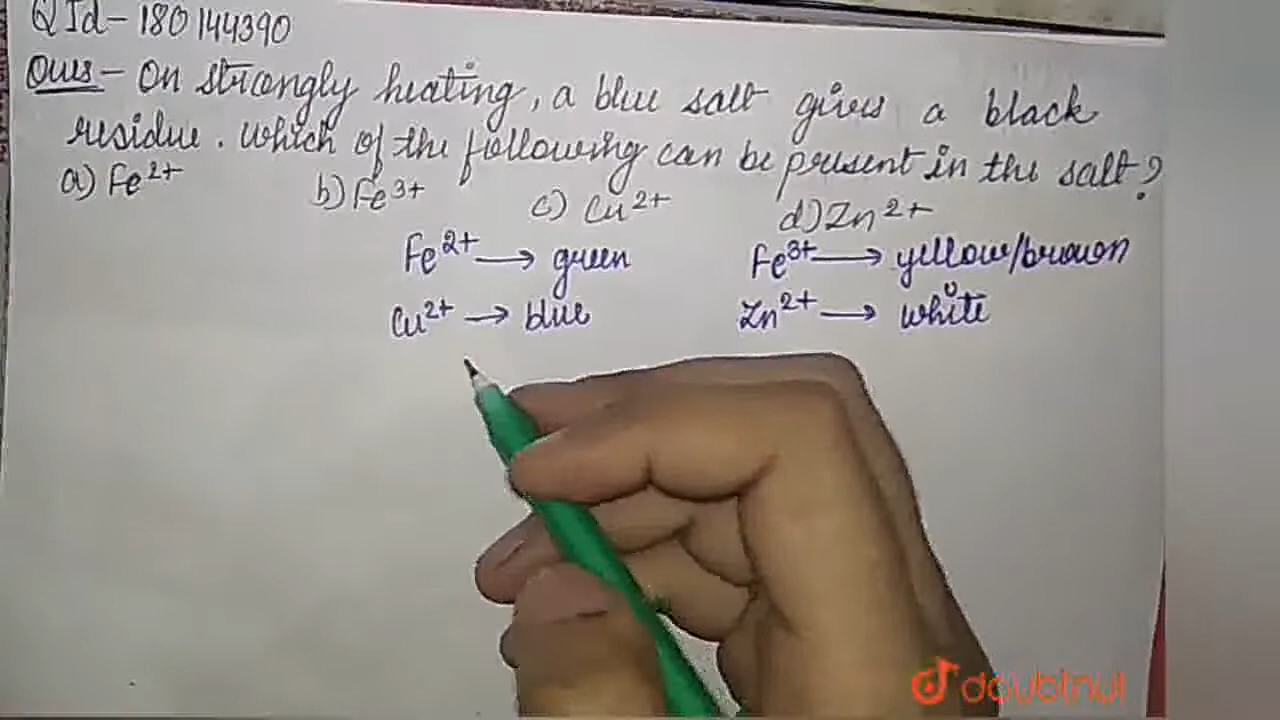 QId-180144390
Ques - On strongly heating, a blue salt gives a black
residue. which of the following can be present in the salt?
a) Fe²⁺ b) Fe³⁺ c) Cu²⁺ d) Zn²⁺
Fe²⁺ → green Fe³⁺ → yellow/brown
Cu²⁺ → blue Zn²⁺ → white
doubtnut